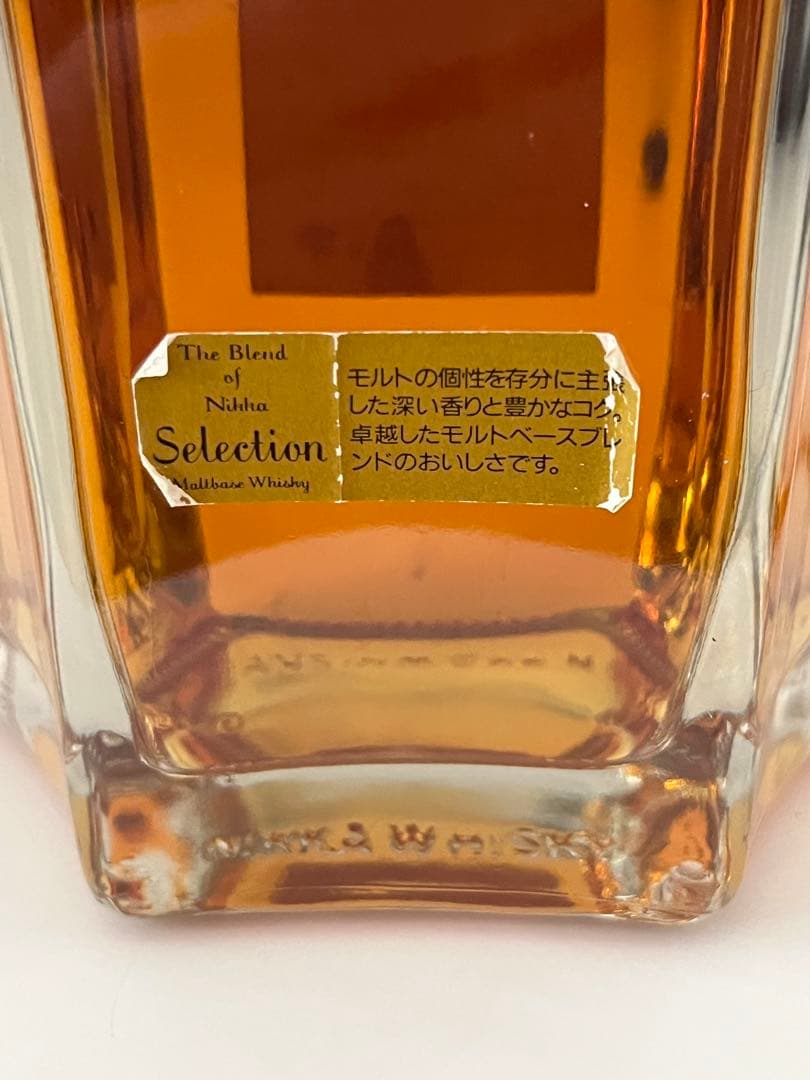 The Blend
of
Nikka
Selection
Maltbase Whisky
モルトの個性を存分に主張
した深い香りと豊かなコク。
卓越したモルトベースブレ
ンドのおいしさです。
NIKKA WHISKY